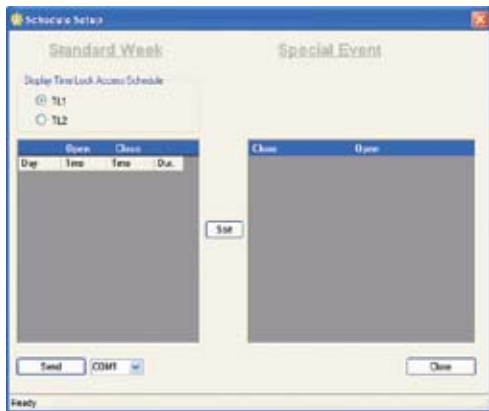 Schedule Setup
Standard Week
Special Event
Display Time Lock Access Schedule
TL1
TL2
Open Close
Day Time Time Dur.
Close Open
Set
Send COM1
Close
Ready